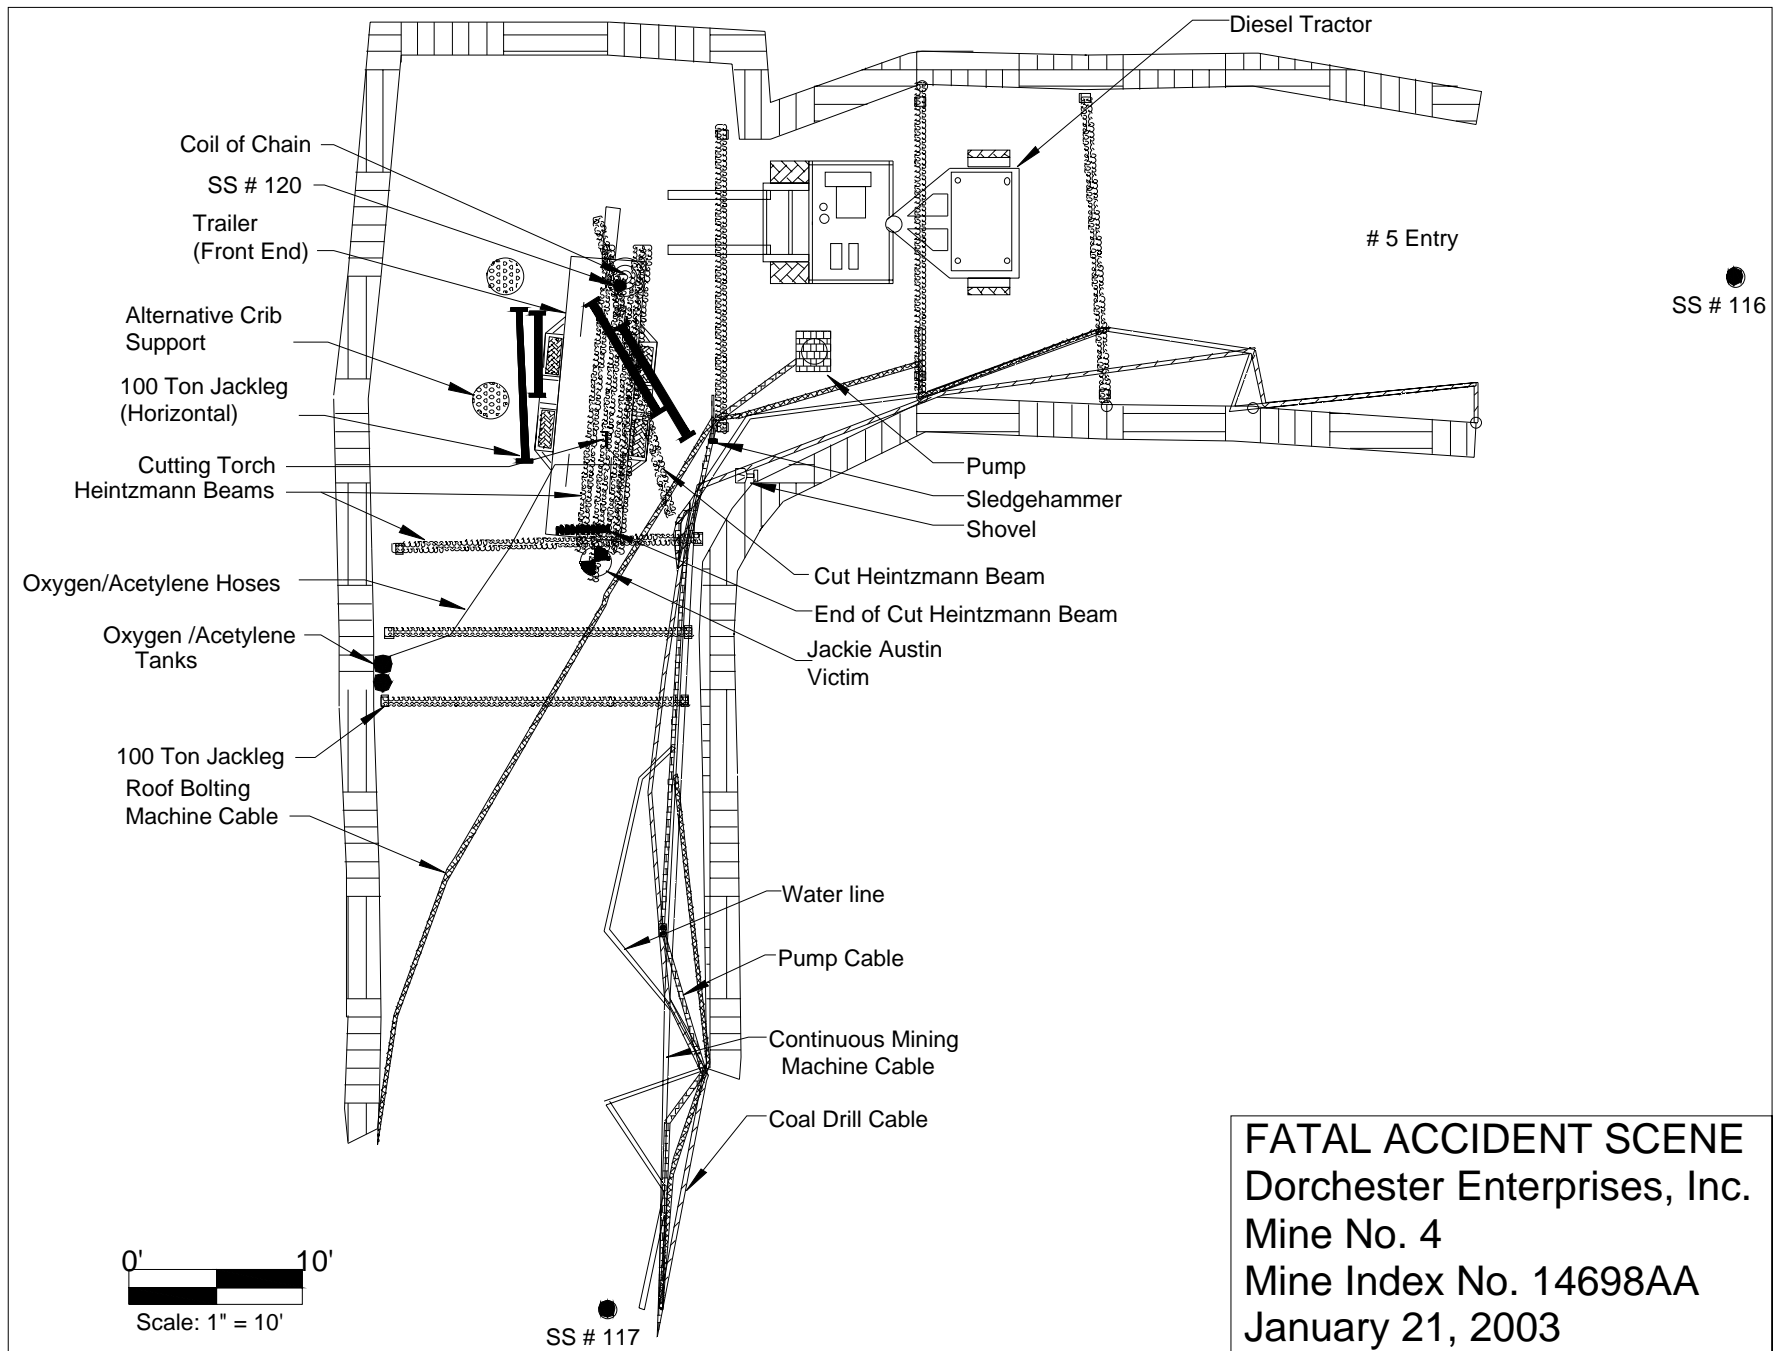 Diesel Tractor
Coil of Chain
SS # 120
Trailer
(Front End)
# 5 Entry
SS # 116
Alternative Crib
Support
100 Ton Jackleg
(Horizontal)
Cutting Torch
Heintzmann Beams
Pump
Sledgehammer
Shovel
Oxygen/Acetylene Hoses
Cut Heintzmann Beam
End of Cut Heintzmann Beam
Oxygen /Acetylene
Tanks
Jackie Austin
Victim
100 Ton Jackleg
Roof Bolting
Machine Cable
Water line
Pump Cable
Continuous Mining
Machine Cable
Coal Drill Cable
0' 10'
Scale: 1" = 10'
SS # 117
FATAL ACCIDENT SCENE
Dorchester Enterprises, Inc.
Mine No. 4
Mine Index No. 14698AA
January 21, 2003